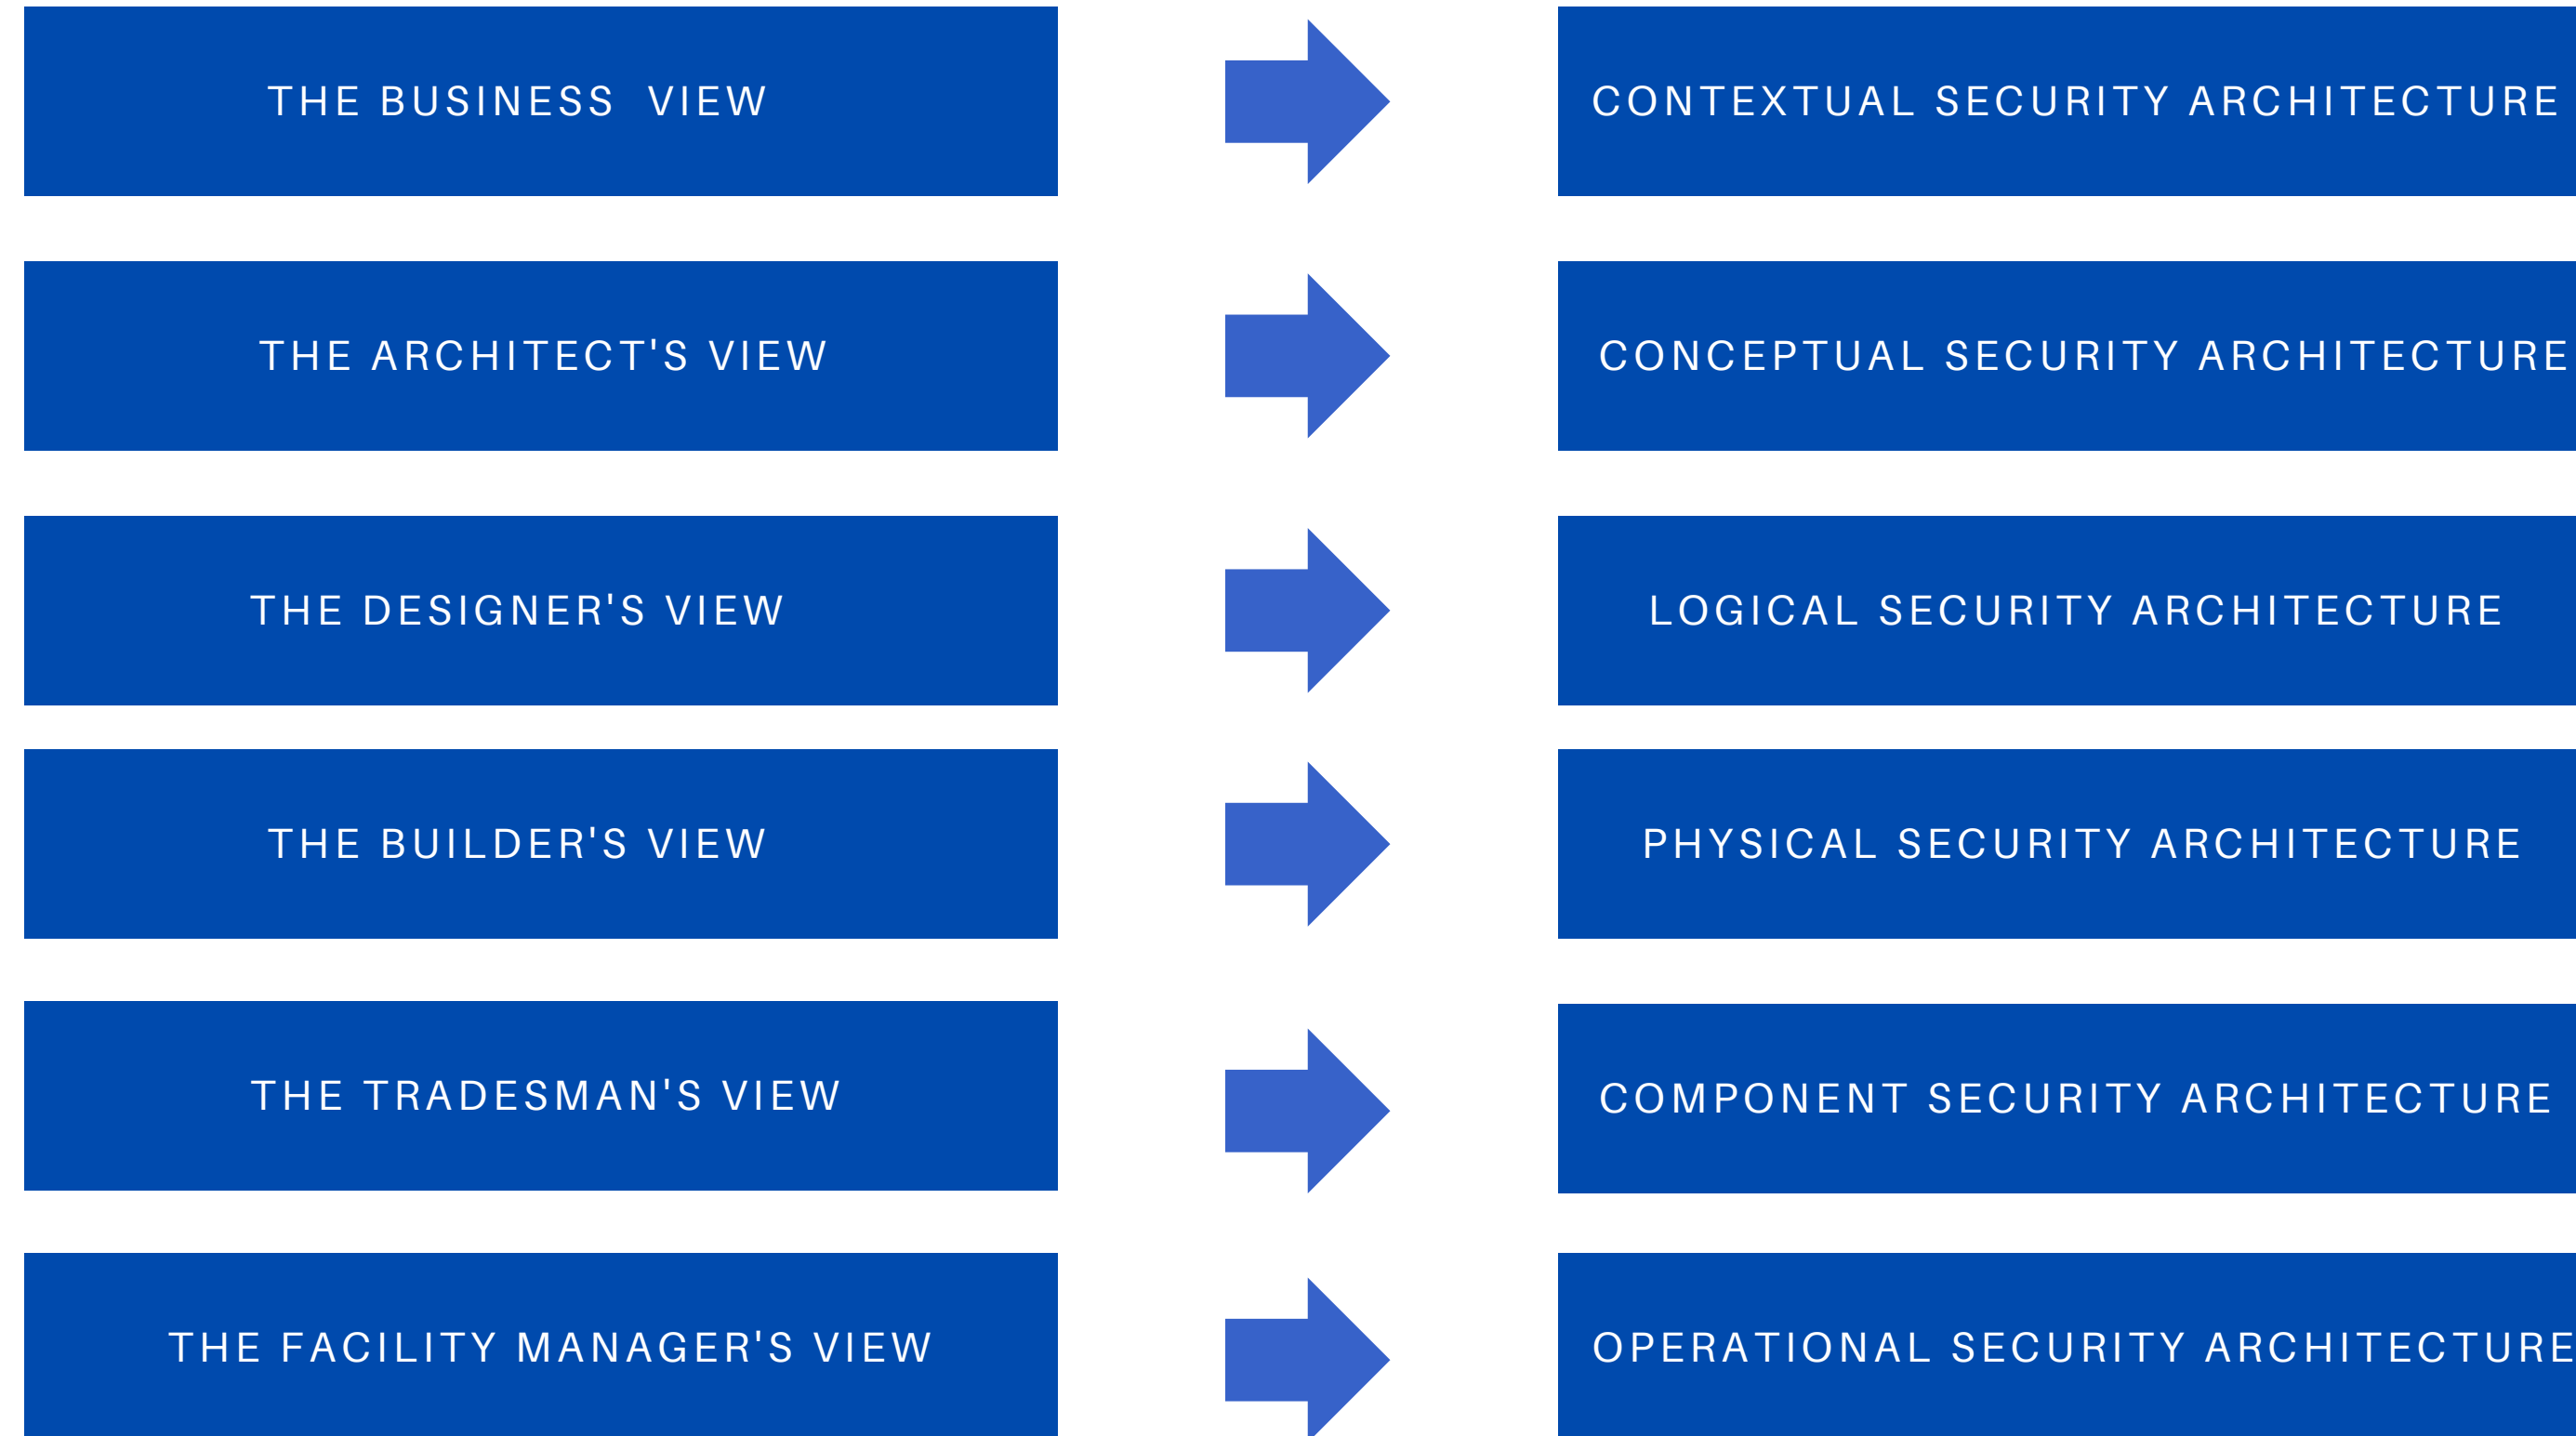 THE BUSINESS VIEW
CONTEXTUAL SECURITY ARCHITECTURE
THE ARCHITECT'S VIEW
CONCEPTUAL SECURITY ARCHITECTURE
THE DESIGNER'S VIEW
LOGICAL SECURITY ARCHITECTURE
THE BUILDER'S VIEW
PHYSICAL SECURITY ARCHITECTURE
THE TRADESMAN'S VIEW
COMPONENT SECURITY ARCHITECTURE
THE FACILITY MANAGER'S VIEW
OPERATIONAL SECURITY ARCHITECTURE